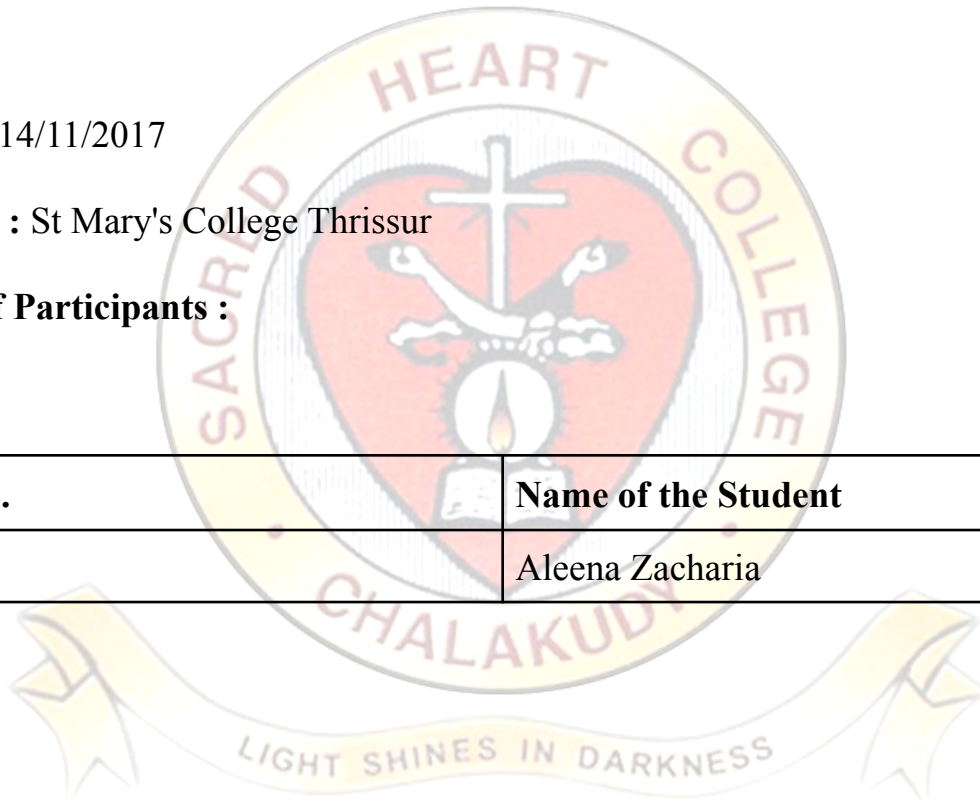 14/11/2017
: St Mary's College Thrissur
f Participants :
. Name of the Student
Aleena Zacharia
SACRED HEART COLLEGE
CHALAKUDY
LIGHT SHINES IN DARKNESS